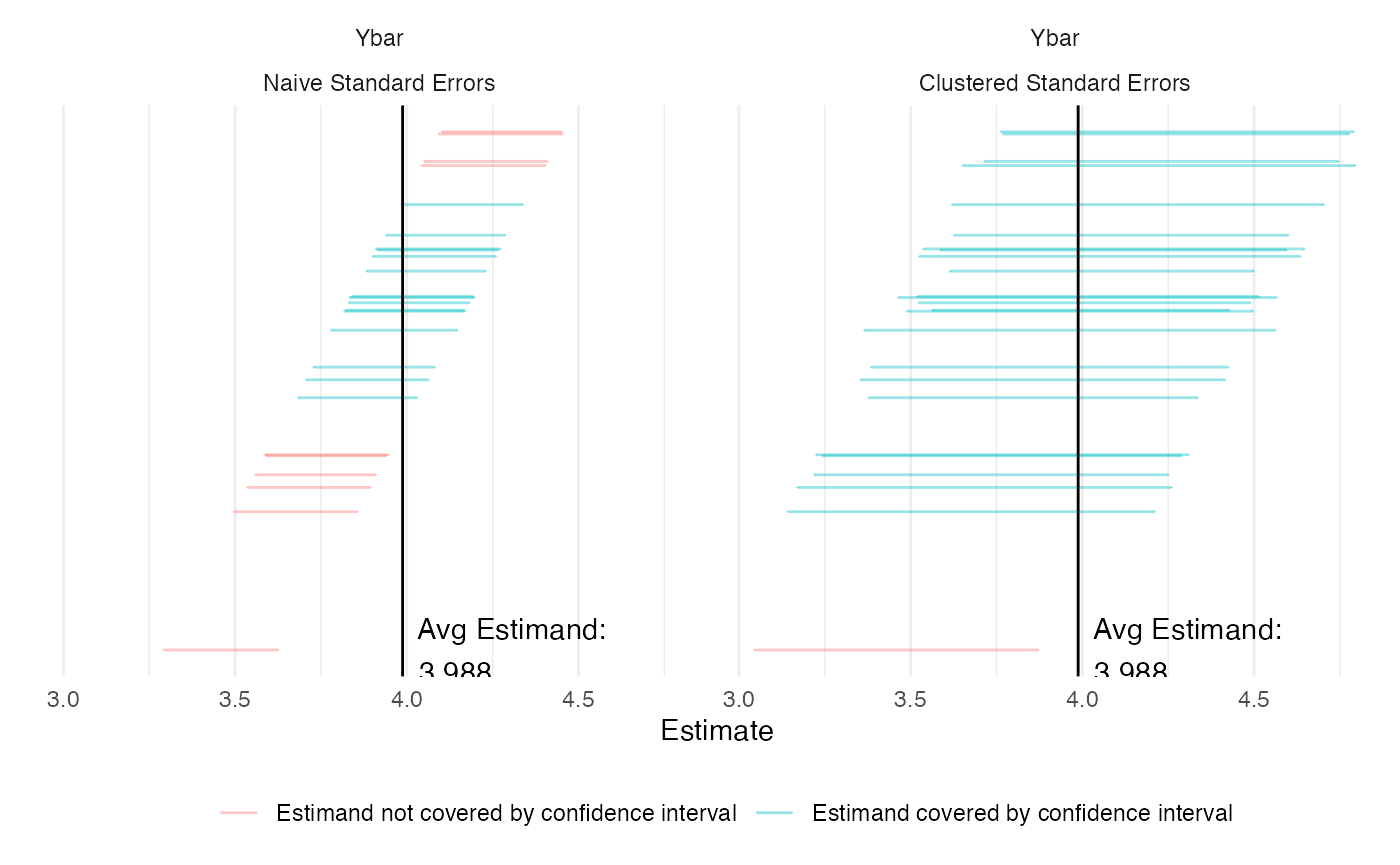 Ybar
Ybar
Naive Standard Errors
Clustered Standard Errors
Avg Estimand:
3.988
Avg Estimand:
3.988
3.0
3.5
4.0
4.5
3.0
3.5
4.0
4.5
Estimate
Estimand not covered by confidence interval
Estimand covered by confidence interval